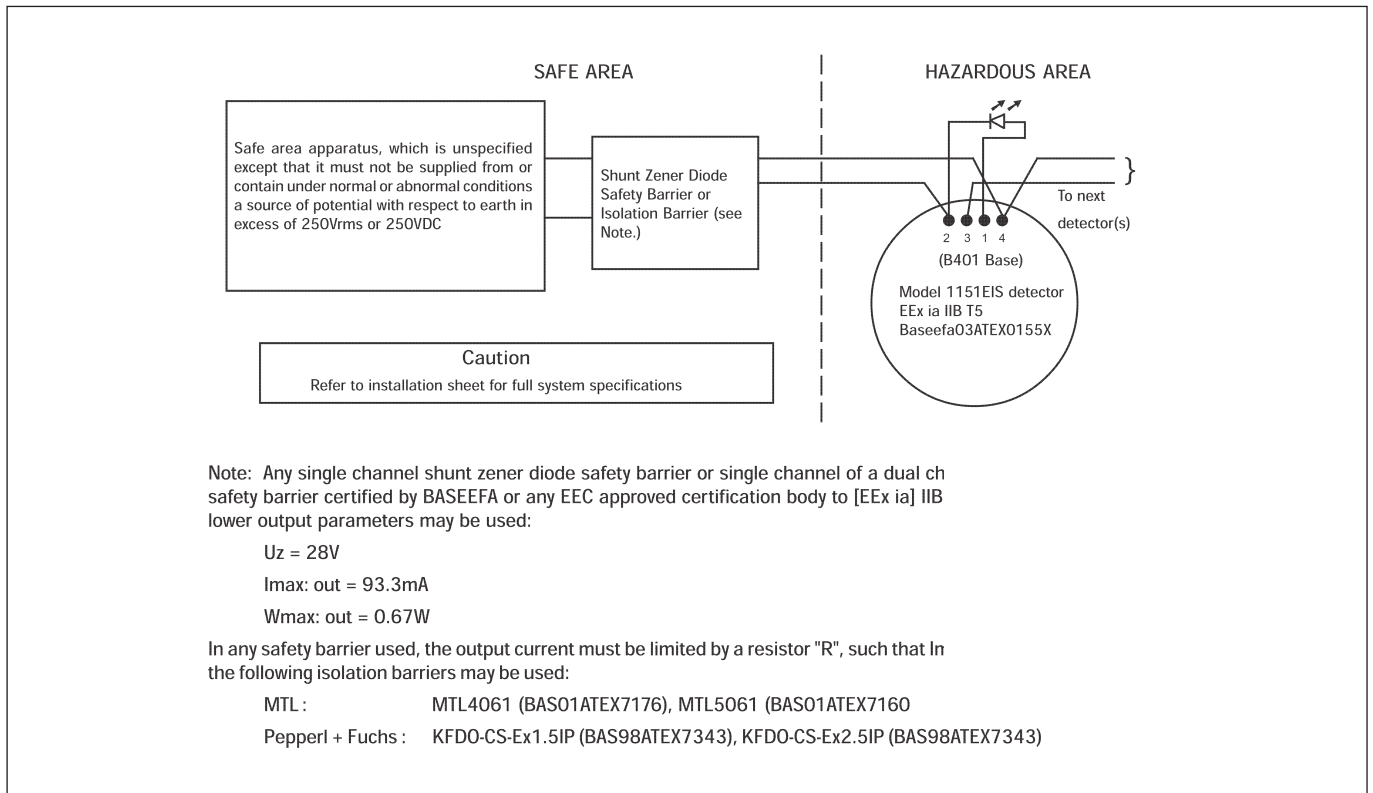 SAFE AREA
HAZARDOUS AREA
Safe area apparatus, which is unspecified
except that it must not be supplied from or
contain under normal or abnormal conditions
a source of potential with respect to earth in
excess of 250Vrms or 250VDC
Shunt Zener Diode
Safety Barrier or
Isolation Barrier (see
Note.)
}
To next
detector(s)
2 3 1 4
(B401 Base)
Model 1151EIS detector
EEx ia IIB T5
Baseefa03ATEX0155X
Caution
Refer to installation sheet for full system specifications
Note: Any single channel shunt zener diode safety barrier or single channel of a dual ch
safety barrier certified by BASEEFA or any EEC approved certification body to [EEx ia] IIB
lower output parameters may be used:
Uz = 28V
Imax: out = 93.3mA
Wmax: out = 0.67W
In any safety barrier used, the output current must be limited by a resistor "R", such that
the following isolation barriers may be used:
MTL : MTL4061 (BAS01ATEX7176), MTL5061 (BAS01ATEX7160
Pepperl + Fuchs : KFDO-CS-Ex1.5IP (BAS98ATEX7343), KFDO-CS-Ex2.5IP (BAS98ATEX7343)